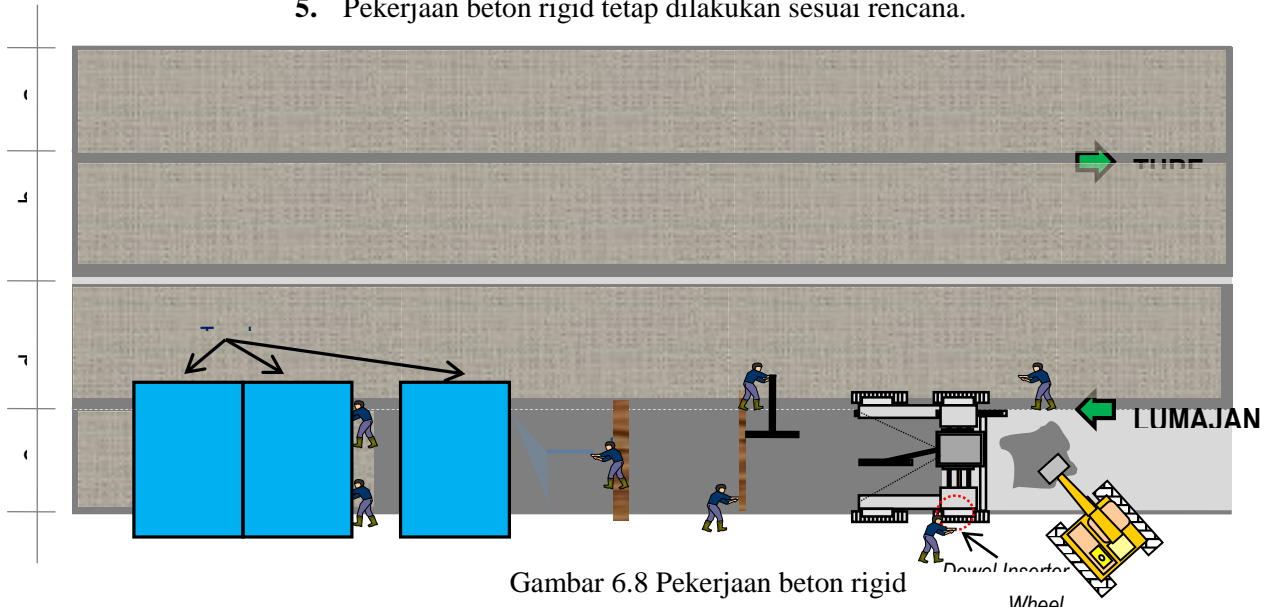 5. Pekerjaan beton rigid tetap dilakukan sesuai rencana.
LUMAJAN
Dowel Inserter
Gambar 6.8 Pekerjaan beton rigid
Wheel